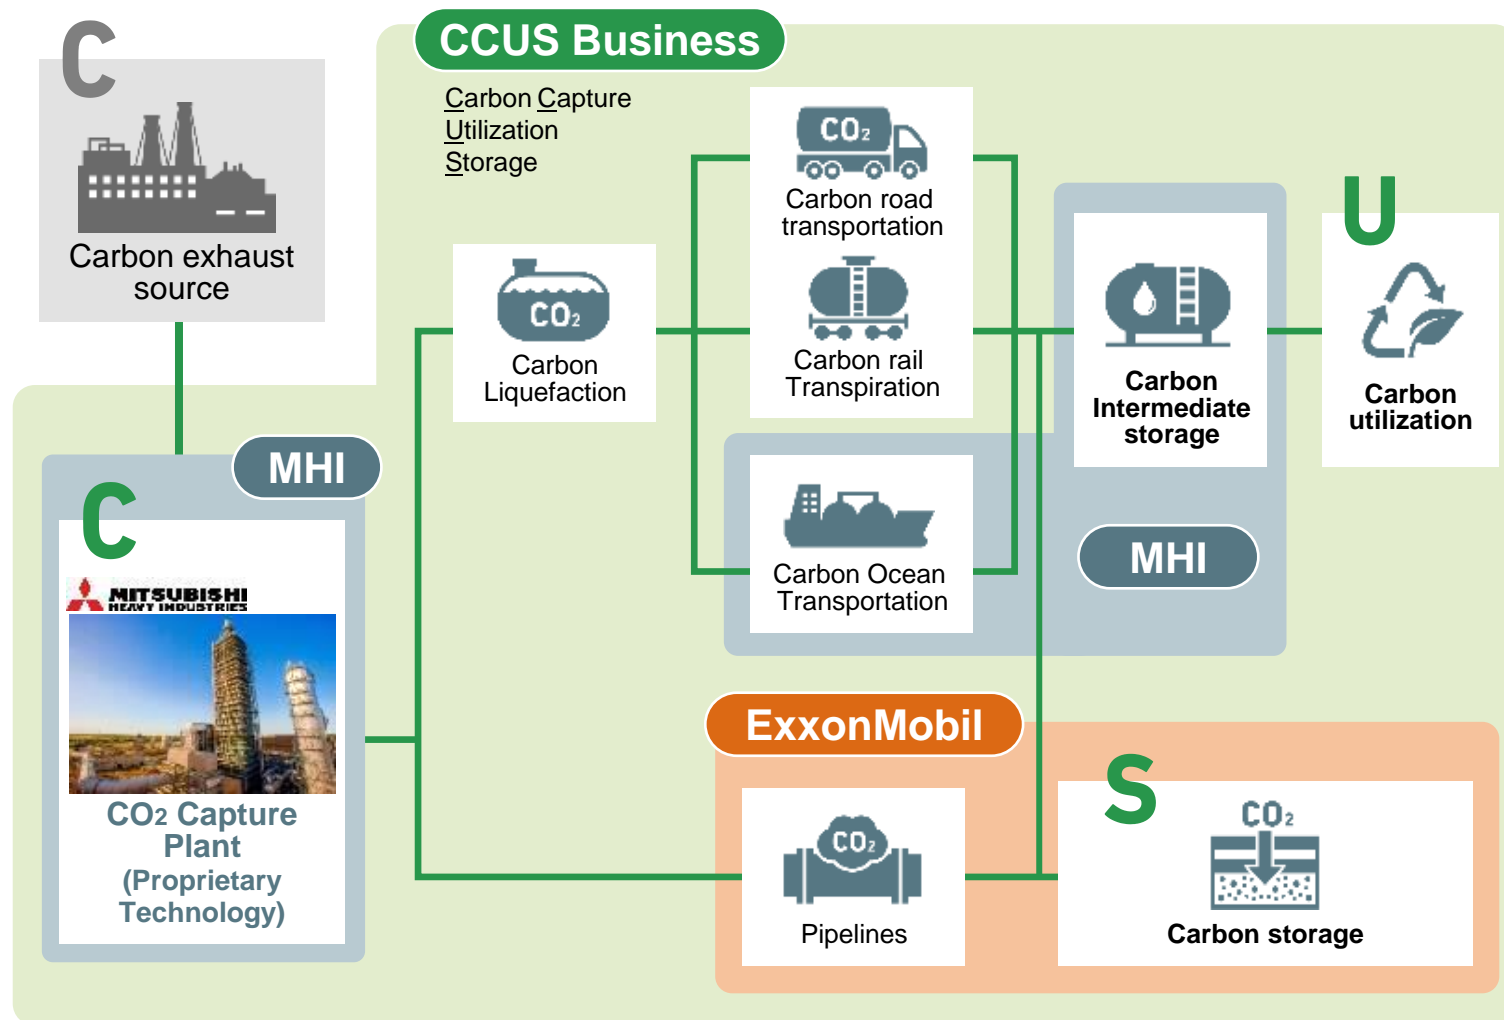 C
CCUS Business
Carbon Capture
Utilization
Storage
Carbon exhaust
source
CO2
Carbon road
transportation
CO2
Carbon
Liquefaction
Carbon rail
Transpiration
Carbon
Intermediate
storage
U
Carbon
utilization
MHI
C
MITSUBISHI
HEAVY INDUSTRIES
CO2 Capture
Plant
(Proprietary
Technology)
Carbon Ocean
Transportation
MHI
ExxonMobil
CO2
Pipelines
S
CO2
Carbon storage